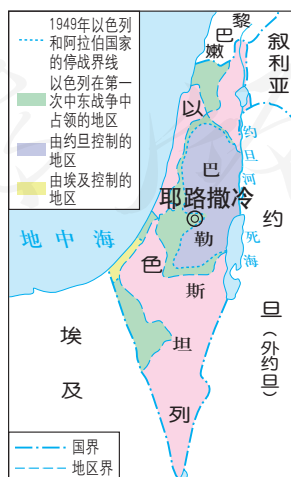 1949年以色列
和阿拉伯国家
的停战界线
以色列在第一
次中东战争中
占领的地区
由约旦控制的
地区
由埃及控制的
地区
黎
巴
嫩
叙
利
亚
以
色
列
巴
勒
斯
坦
约
旦
河
耶路撒冷
死
海
地中海
约
旦
(外约旦)
埃
及
国界
地区界